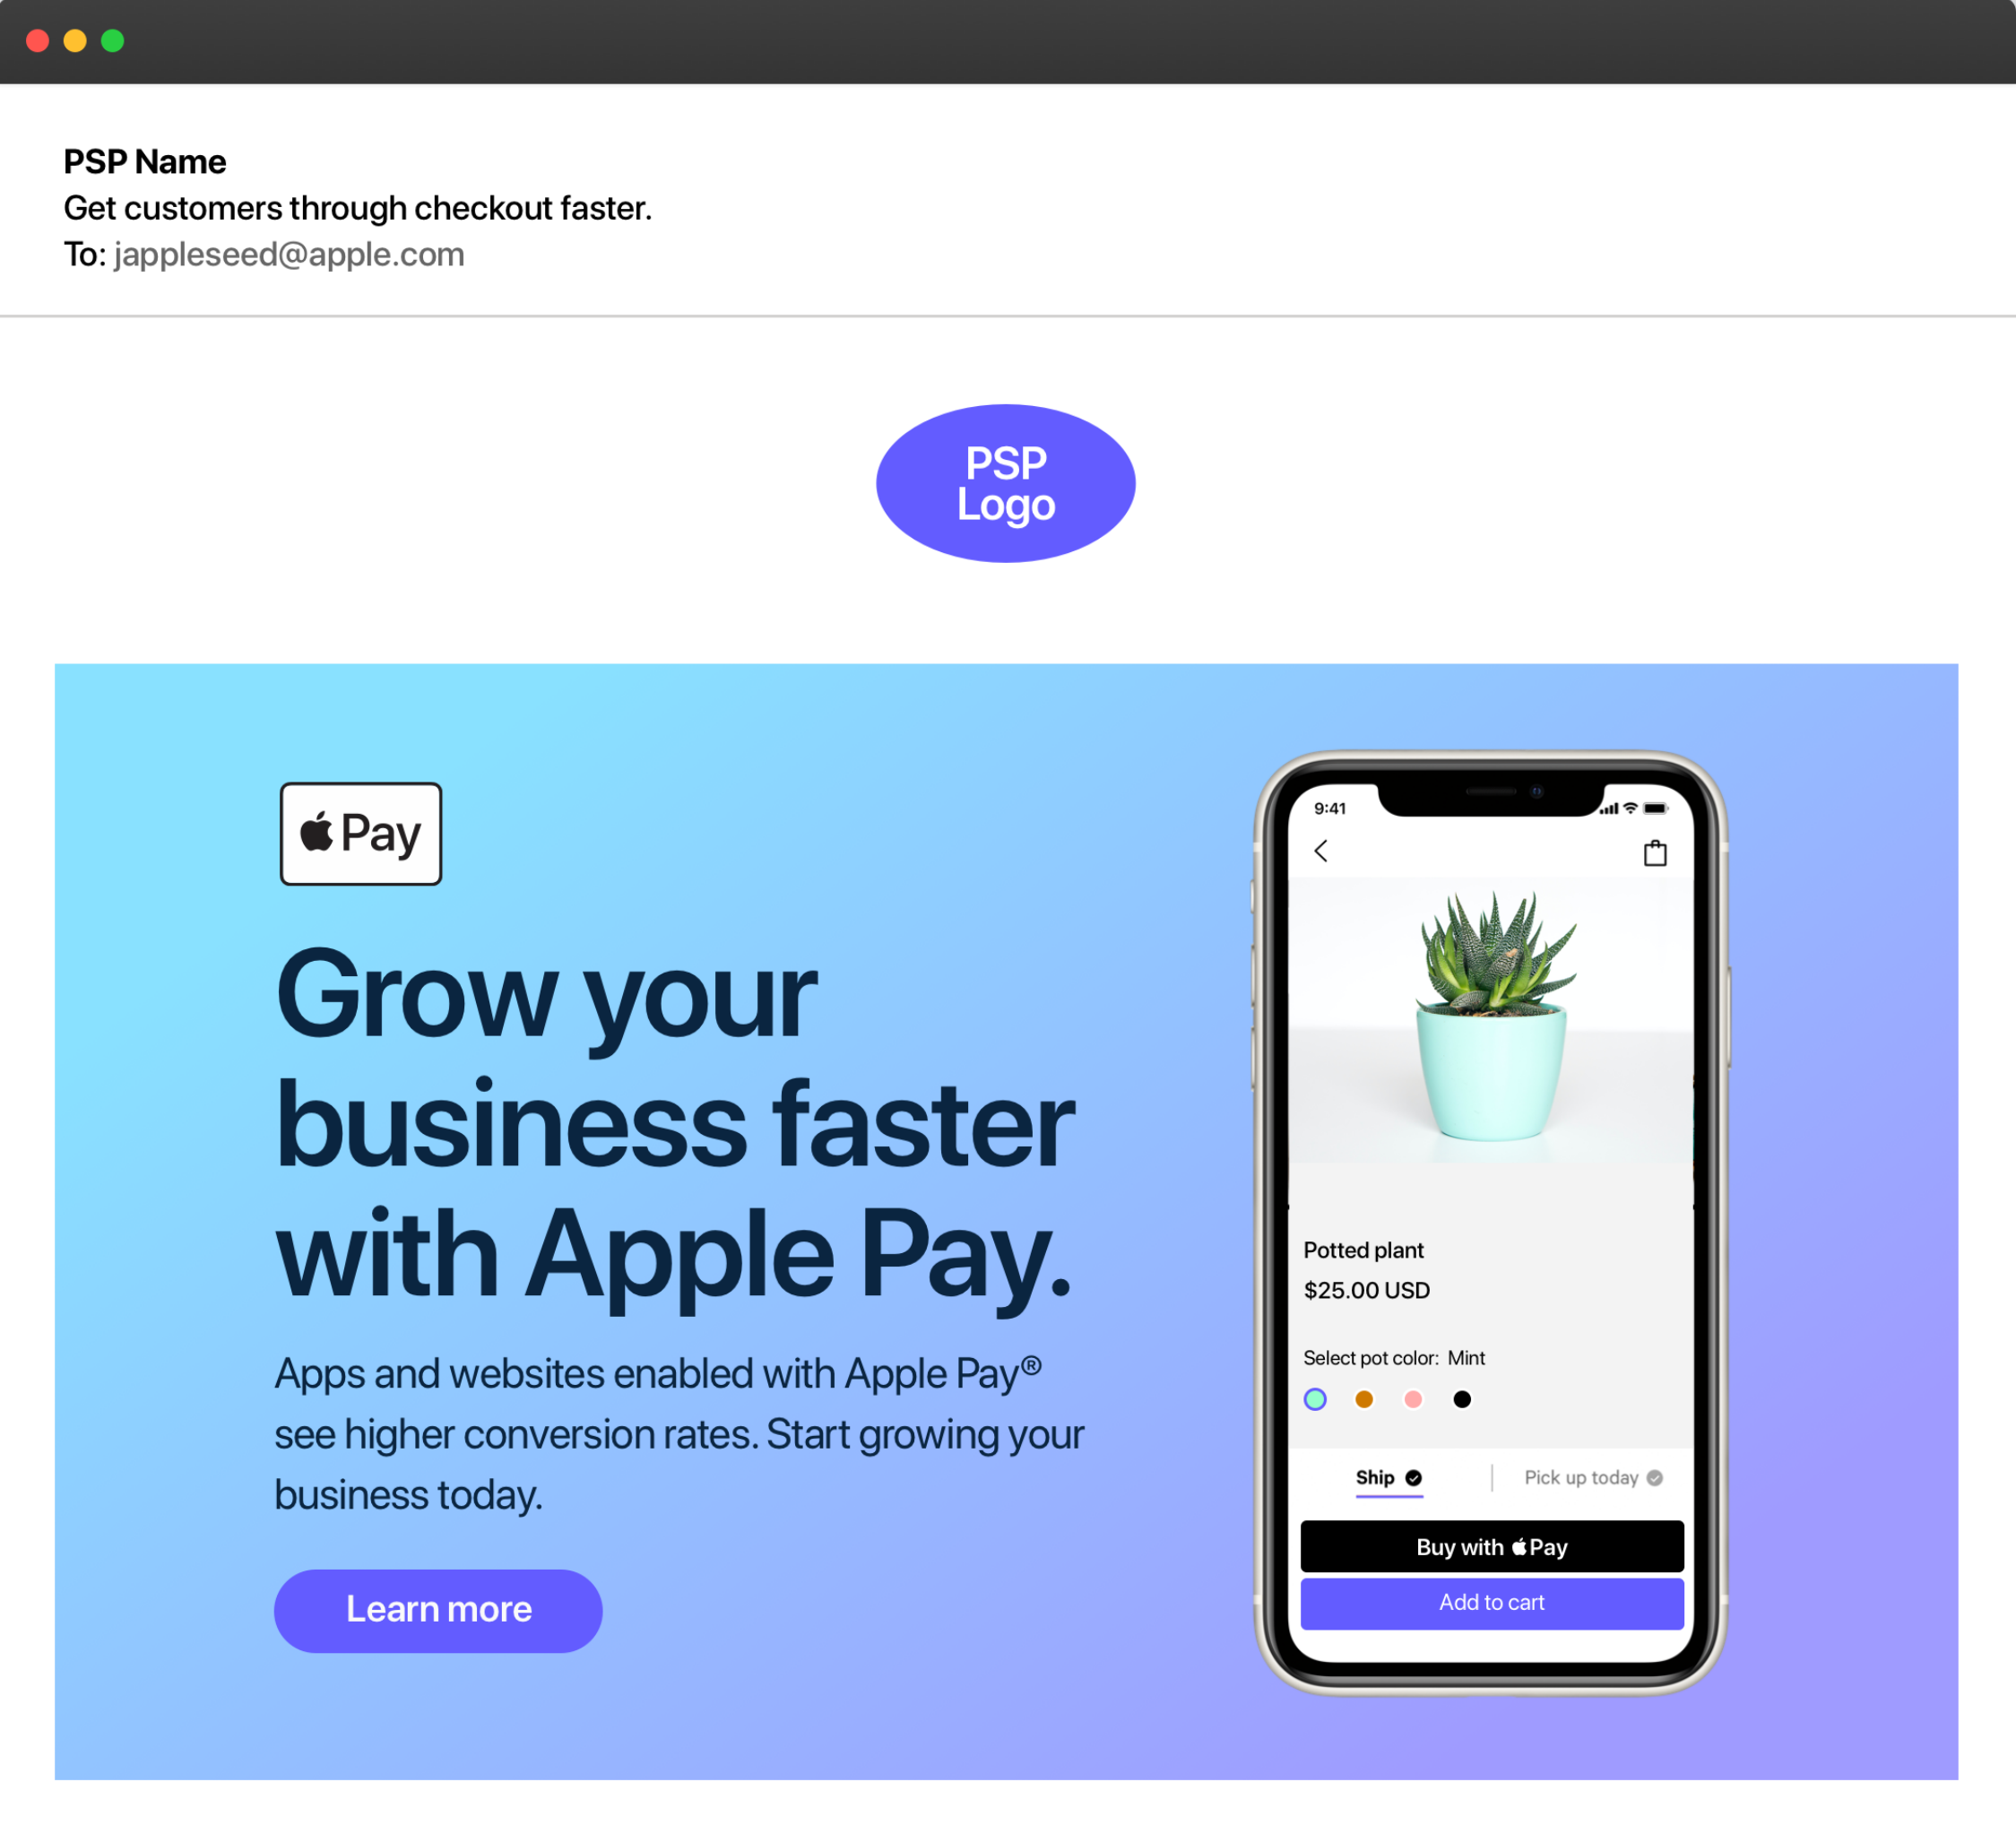 PSP Name
Get customers through checkout faster.
To: jappleseed@apple.com
PSP
Logo
Pay
Grow your
business faster
with Apple Pay.
Apps and websites enabled with Apple Pay®
see higher conversion rates. Start growing your
business today.
Learn more
9:41
Potted plant
$25.00 USD
Select pot color: Mint
Ship
Pick up today
Buy with Pay
Add to cart